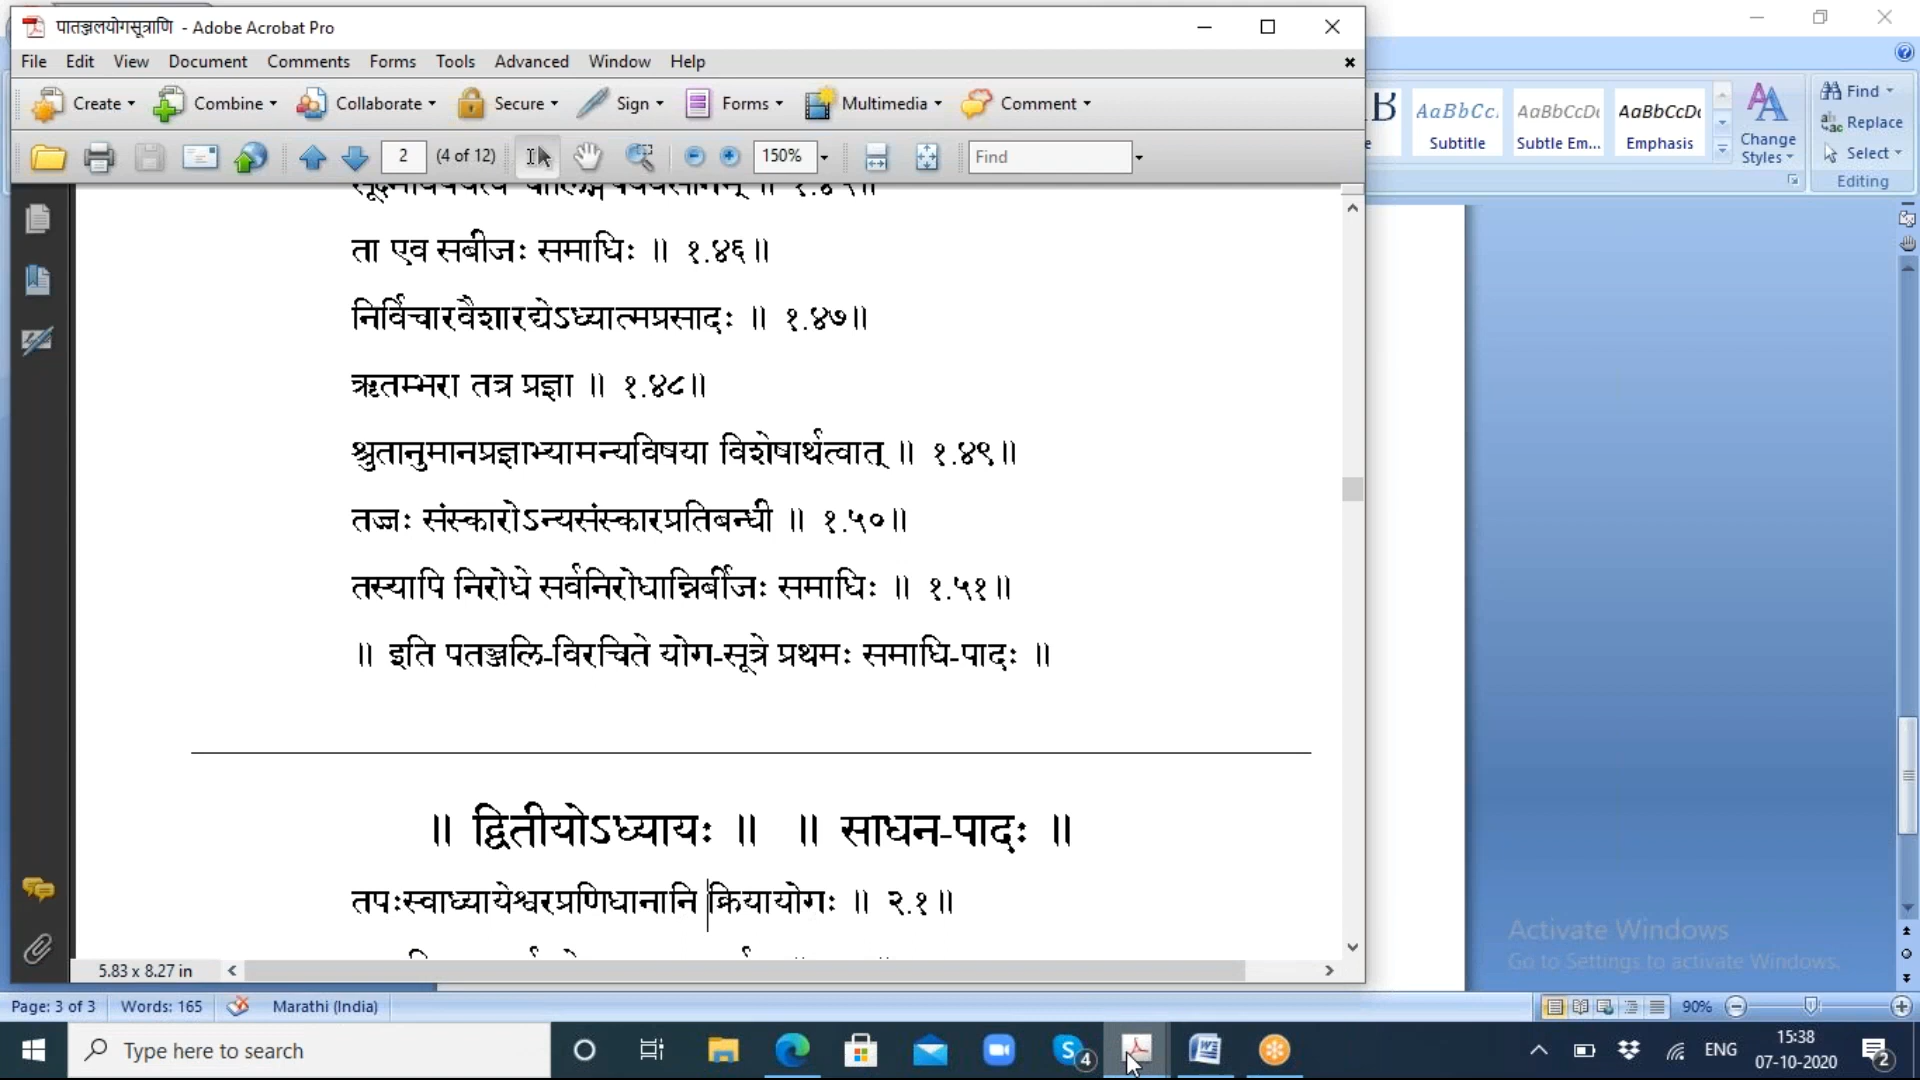 पातञ्जलयोगसूत्राणि - Adobe Acrobat Pro
File Edit View Document Comments Forms Tools Advanced Window Help
Create Combine Collaborate Secure Sign Forms Multimedia Comment
2 (4 of 12) 150% Find
AaBbCc. AaBbCcDı AaBbCcDı
Subtitle Subtle Em... Emphasis
Change Styles
Find
Replace
Select
Editing
ता एव सबीजः समाधिः ॥ १.४६॥
निर्विचारवैशारद्येऽध्यात्मप्रसादः ॥ १.४७॥
ऋतम्भरा तत्र प्रज्ञा ॥ १.४८॥
श्रुतानुमानप्रज्ञाभ्यामन्यविषया विशेषार्थत्वात् ॥ १.४९॥
तज्जः संस्कारोऽन्यसंस्कारप्रतिबन्धी ॥ १.५०॥
तस्यापि निरोधे सर्वनिरोधान्निर्बीजः समाधिः ॥ १.५१॥
॥ इति पतञ्जलि-विरचिते योग-सूत्रे प्रथमः समाधि-पादः ॥
॥ द्वितीयोऽध्यायः ॥ ॥ साधन-पादः ॥
तपःस्वाध्यायेश्वरप्रणिधानानि क्रियायोगः ॥ २.१॥
5.83 x 8.27 in
Activate Windows
Go to Settings to activate Windows.
Page: 3 of 3 Words: 165 Marathi (India) 90%
Type here to search
4
ENG
15:38
07-10-2020
2